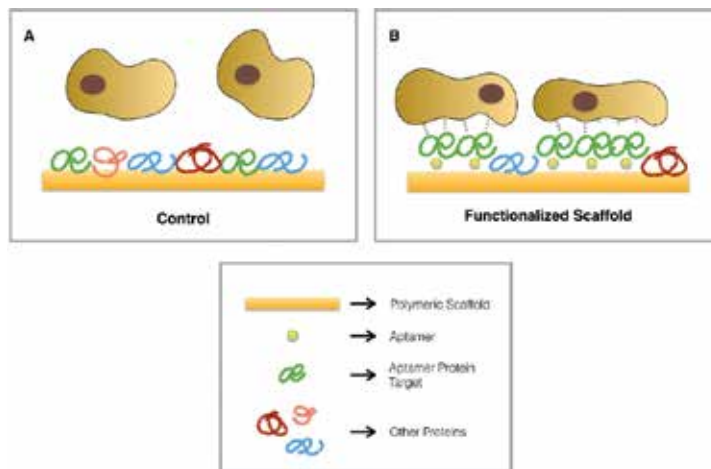 A
B
Control
Functionalized Scaffold
Polymeric Scaffold
Aptamer
Aptamer Protein
Target
Other Proteins